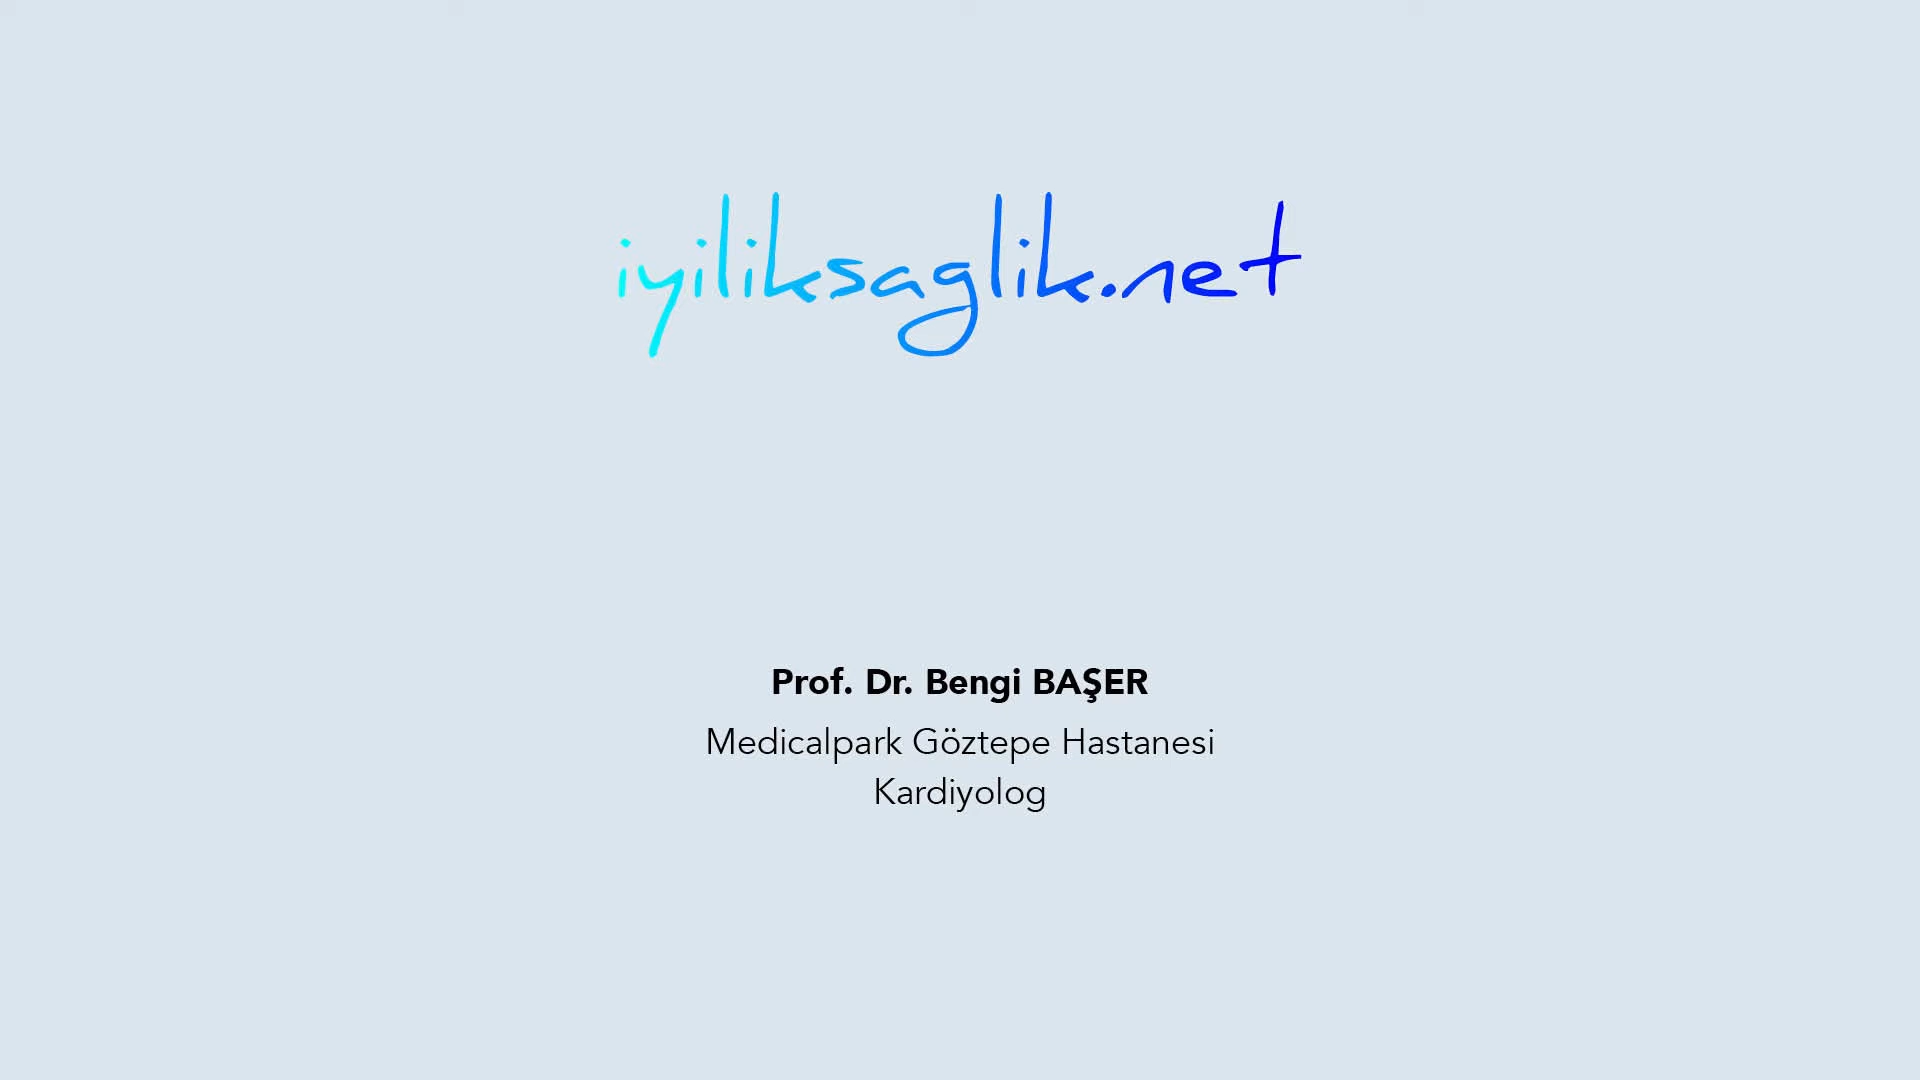 iyiliksaglik.net
Prof. Dr. Bengi BAŞER
Medicalpark Göztepe Hastanesi
Kardiyolog